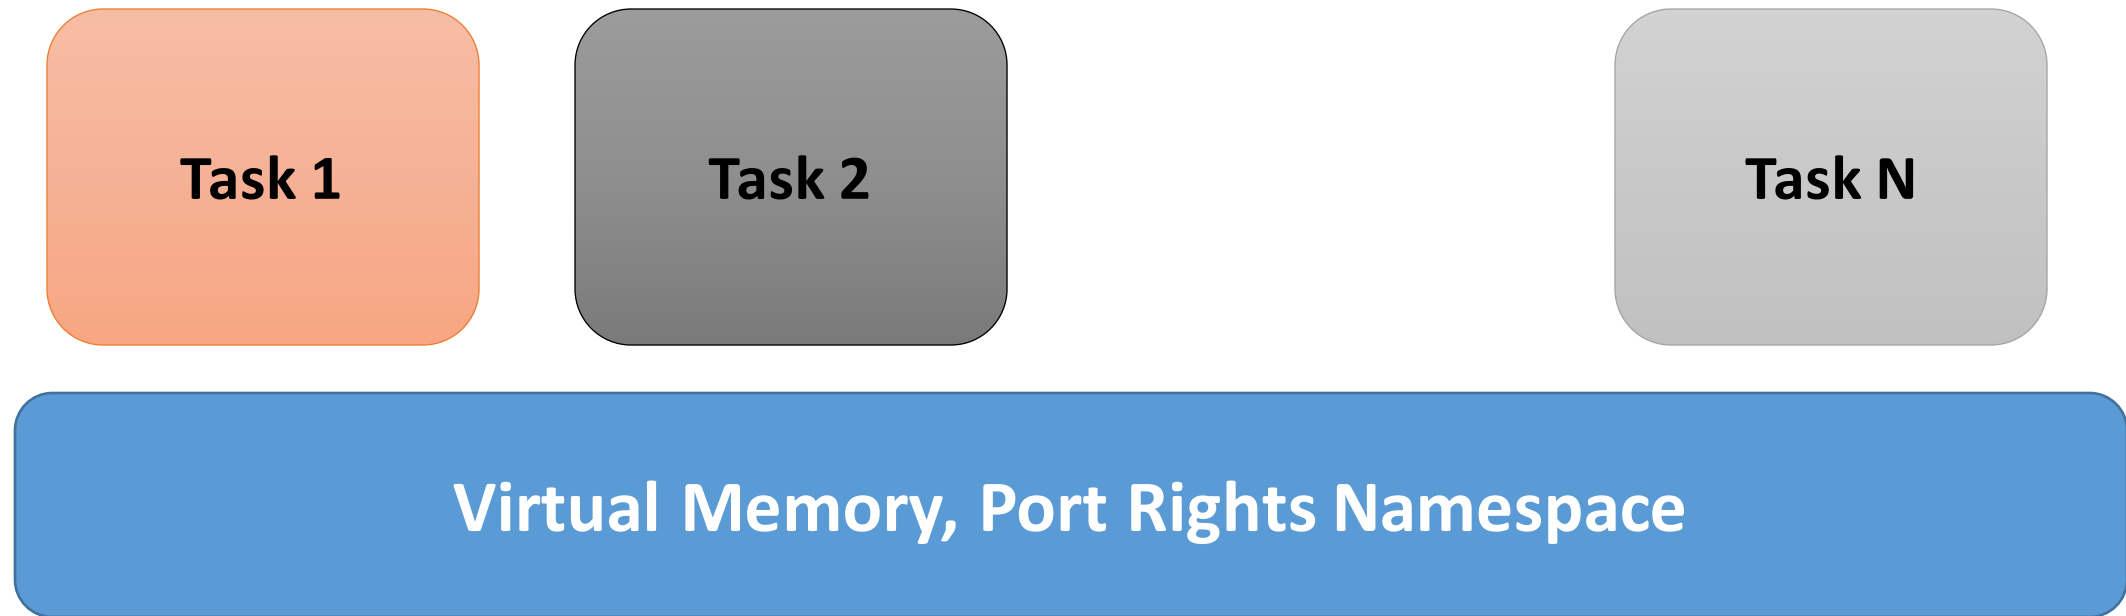 Task 1
Task 2
Task N
Virtual Memory, Port Rights Namespace